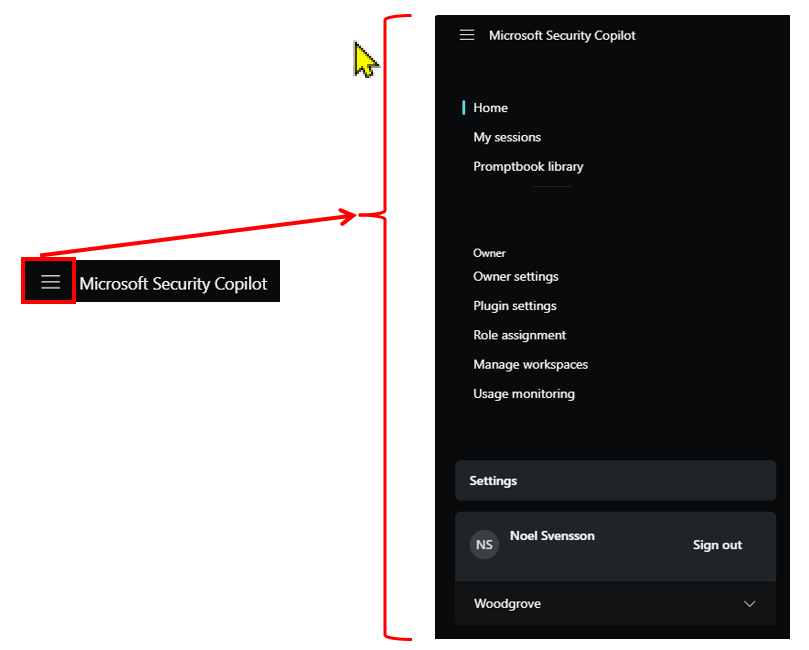 Microsoft Security Copilot
Microsoft Security Copilot
Home
My sessions
Promptbook library
Owner
Owner settings
Plugin settings
Role assignment
Manage workspaces
Usage monitoring
Settings
NS
Noel Svensson
Sign out
Woodgrove